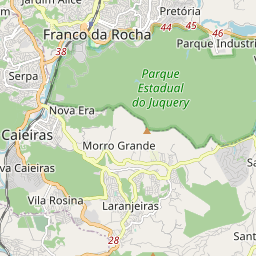 Jardim Alice
Pretória
44
45
46
Franco da Rocha
38
Parque Industri
Serpa
Parque
Estadual
do Juquery
Nova Era
Caieiras
Morro Grande
va Caieiras
San
Vila Rosina
Laranjeiras
28
Sa